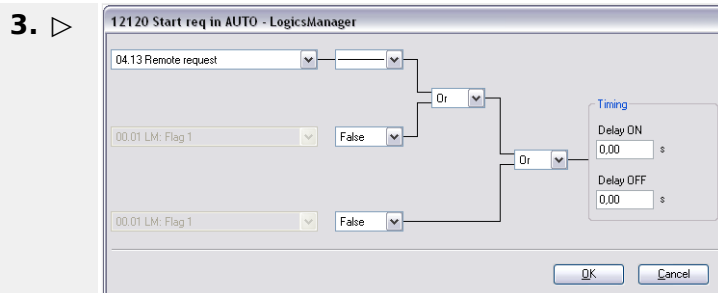 3. ▷
12120 Start req in AUTO - LogicsManager
04.13 Remote request
Or
Timing
Delay ON
00.01 LM: Flag 1 False
0,00 s
Or
Delay OFF
0,00 s
00.01 LM: Flag 1 False
OK Cancel